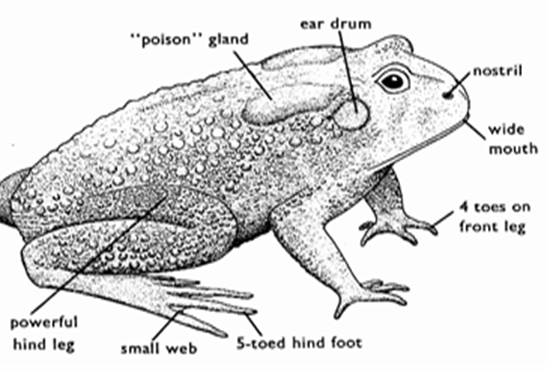 ear drum
"poison" gland
nostril
wide
mouth
4 toes on
front leg
powerful
hind leg
small web
5-toed hind foot